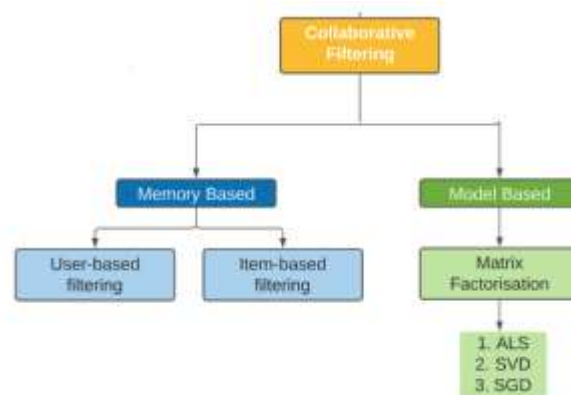 Collaborative
Filtering
Memory Based
Model Based
User-based
filtering
Item-based
filtering
Matrix
Factorisation
1. ALS
2. SVD
3. SGD